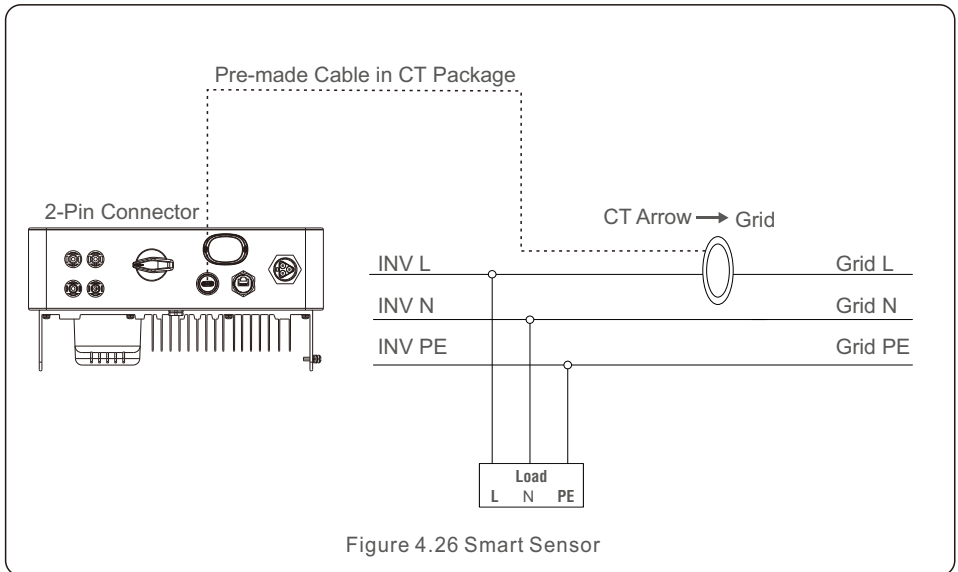 Pre-made Cable in CT Package
2-Pin Connector
CT Arrow → Grid
INV L
Grid L
INV N
Grid N
INV PE
Grid PE
Load
L N PE
Figure 4.26 Smart Sensor